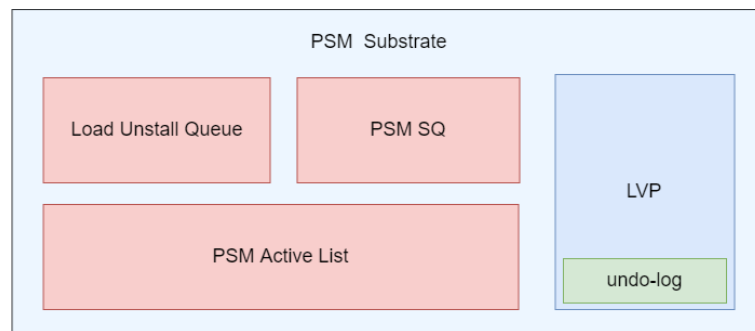 PSM Substrate
Load Unstall Queue
PSM SQ
LVP
PSM Active List
undo-log